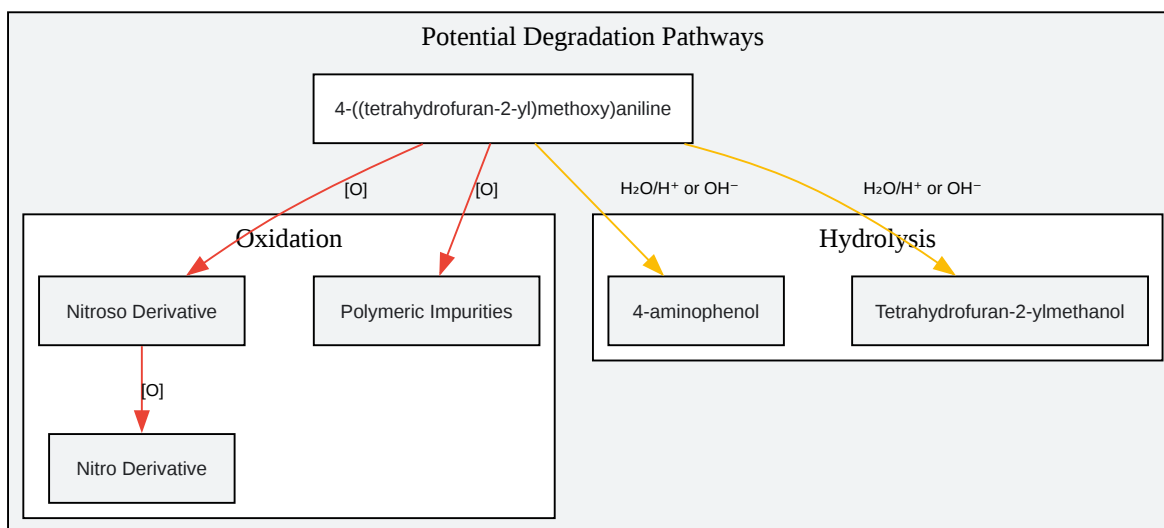 Potential Degradation Pathways
4-((tetrahydrofuran-2-yl)methoxy)aniline
[O]
[O]
H₂O/H⁺ or OH⁻
H₂O/H⁺ or OH⁻
Oxidation
Hydrolysis
Nitroso Derivative
Polymeric Impurities
4-aminophenol
Tetrahydrofuran-2-ylmethanol
[O]
Nitro Derivative